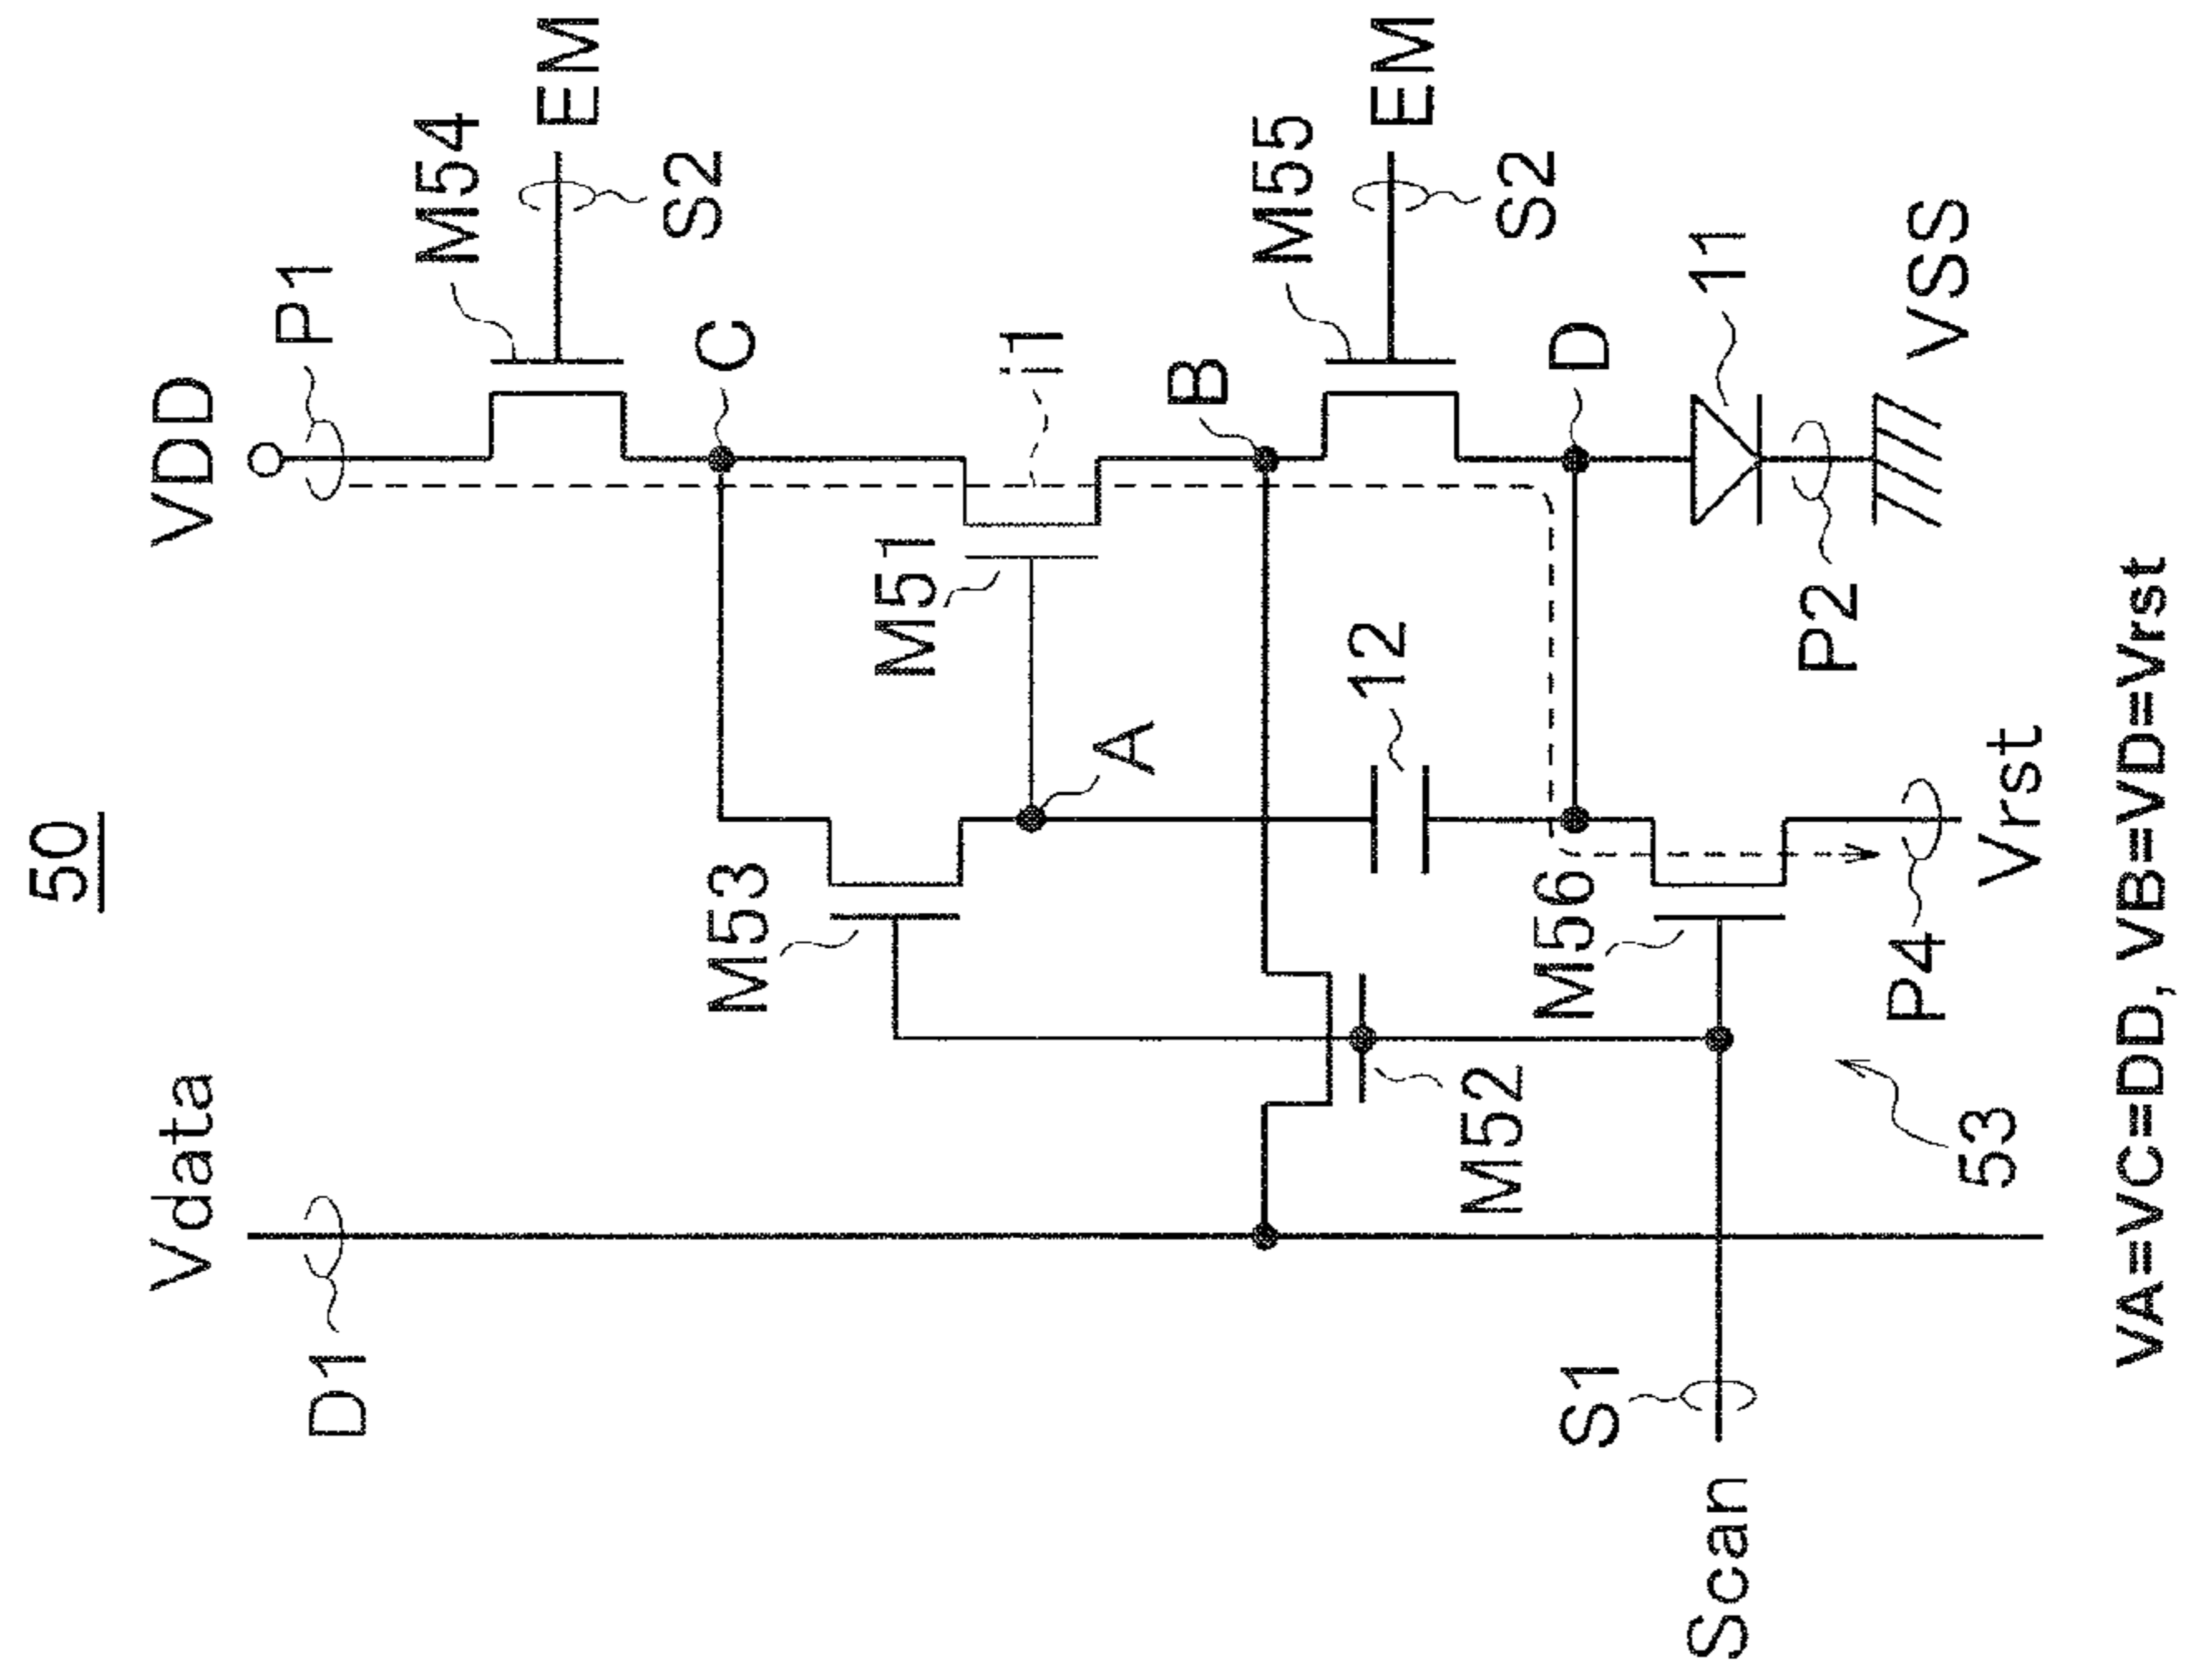 50
Vdata
VDD
D1
P1
M54
EM
S2
C
M53
M51
i1
A
B
12
M55
EM
S2
M52
M56
D
11
S1
Scan
53
P4
Vrst
P2
VSS
VA=VC=DD, VB=VD=Vrst